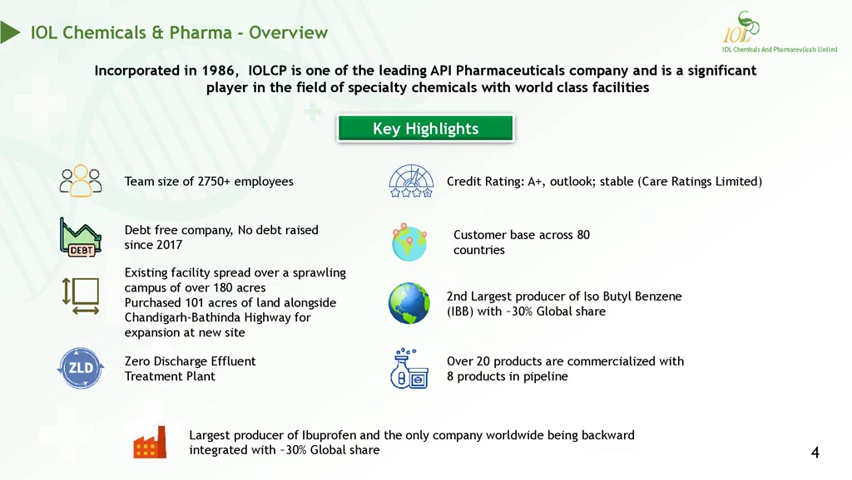 IOL Chemicals & Pharma - Overview
IOL
IOL Chemicals And Pharmaceuticals Limited
Incorporated in 1986, IOLCP is one of the leading API Pharmaceuticals company and is a significant
player in the field of specialty chemicals with world class facilities
Key Highlights
Team size of 2750+ employees
Credit Rating: A+, outlook; stable (Care Ratings Limited)
DEBT
Debt free company, No debt raised
since 2017
Customer base across 80
countries
Existing facility spread over a sprawling
campus of over 180 acres
Purchased 101 acres of land alongside
Chandigarh-Bathinda Highway for
expansion at new site
2nd Largest producer of Iso Butyl Benzene
(IBB) with ~30% Global share
ZLD
Zero Discharge Effluent
Treatment Plant
Over 20 products are commercialized with
8 products in pipeline
Largest producer of Ibuprofen and the only company worldwide being backward
integrated with ~30% Global share
4